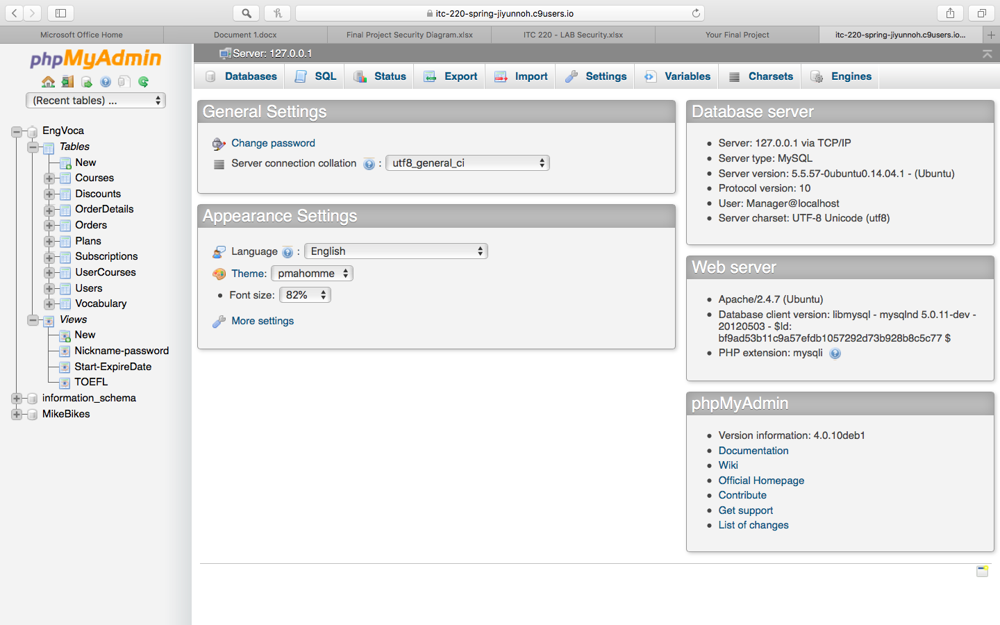 itc-220-spring-jiyunnoh.c9users.io
Microsoft Office Home
Document 1.docx
Final Project Security Diagram.xlsx
ITC 220 - LAB Security.xlsx
Your Final Project
itc-220-spring-jiyunnoh.c9users.io...
phpMyAdmin
(Recent tables) ...
EngVoca
Tables
New
Courses
Discounts
OrderDetails
Orders
Plans
Subscriptions
UserCourses
Users
Vocabulary
Views
New
Nickname-password
Start-ExpireDate
TOEFL
information_schema
MikeBikes
Server: 127.0.0.1
Databases
SQL
Status
Export
Import
Settings
Variables
Charsets
Engines
General Settings
Change password
Server connection collation : utf8_general_ci
Appearance Settings
Language : English
Theme: pmahomme
Font size: 82%
More settings
Database server
Server: 127.0.0.1 via TCP/IP
Server type: MySQL
Server version: 5.5.57-0ubuntu0.14.04.1 - (Ubuntu)
Protocol version: 10
User: Manager@localhost
Server charset: UTF-8 Unicode (utf8)
Web server
Apache/2.4.7 (Ubuntu)
Database client version: libmysql - mysqlnd 5.0.11-dev -
20120503 - $Id:
bf9ad53b11c9a57efdb1057292d73b928b8c5c77 $
PHP extension: mysqli
phpMyAdmin
Version information: 4.0.10deb1
Documentation
Wiki
Official Homepage
Contribute
Get support
List of changes